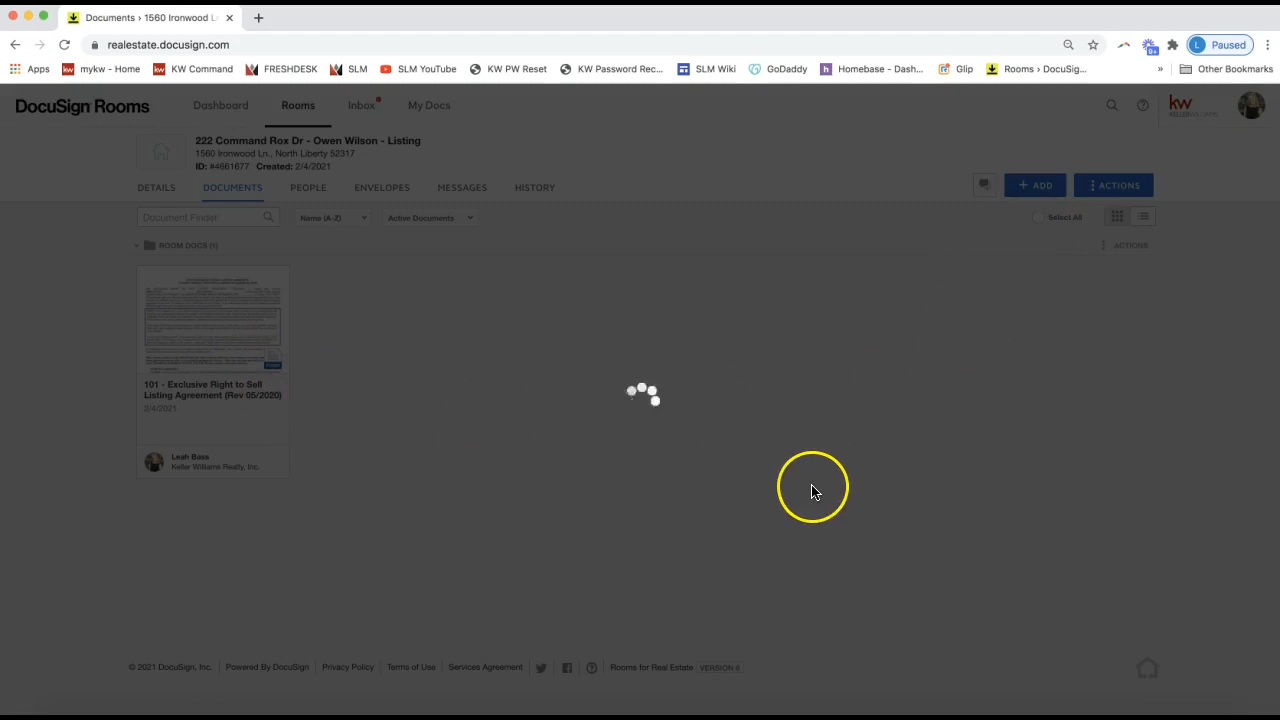 Documents › 1560 Ironwood L
realestate.docusign.com
L Paused
9+
Apps mykw - Home KW Command FRESHDESK SLM SLM YouTube KW PW Reset KW Password Rec... SLM Wiki GoDaddy Homebase - Dash... Glip Rooms › DocuSig... » Other Bookmarks
DocuSign Rooms Dashboard Rooms Inbox My Docs kw
KELLERWILLIAMS
222 Command Rox Dr - Owen Wilson - Listing
1560 Ironwood Ln., North Liberty 52317
ID: #4661677 Created: 2/4/2021
DETAILS DOCUMENTS PEOPLE ENVELOPES MESSAGES HISTORY + ADD ACTIONS
Document Finder Name (A-Z) Active Documents Select All
ROOM DOCS (1) ACTIONS
101 - Exclusive Right to Sell
Listing Agreement (Rev 05/2020)
2/4/2021
Leah Bass
Keller Williams Realty, Inc.
© 2021 DocuSign, Inc. Powered By DocuSign Privacy Policy Terms of Use Services Agreement Rooms for Real Estate VERSION 6